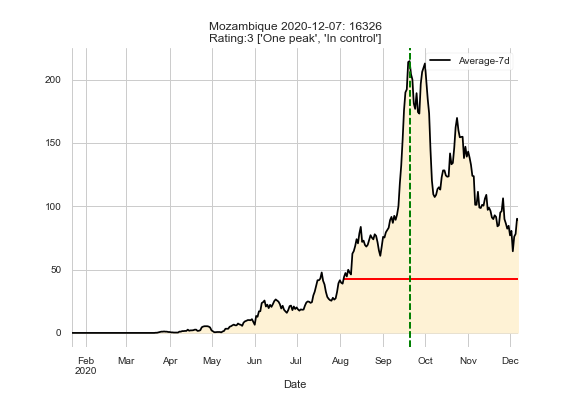 Mozambique 2020-12-07: 16326
Rating:3 ['One peak', 'In control']
Average-7d
200
150
100
50
0
Feb Mar Apr May Jun Jul Aug Sep Oct Nov Dec
2020
Date